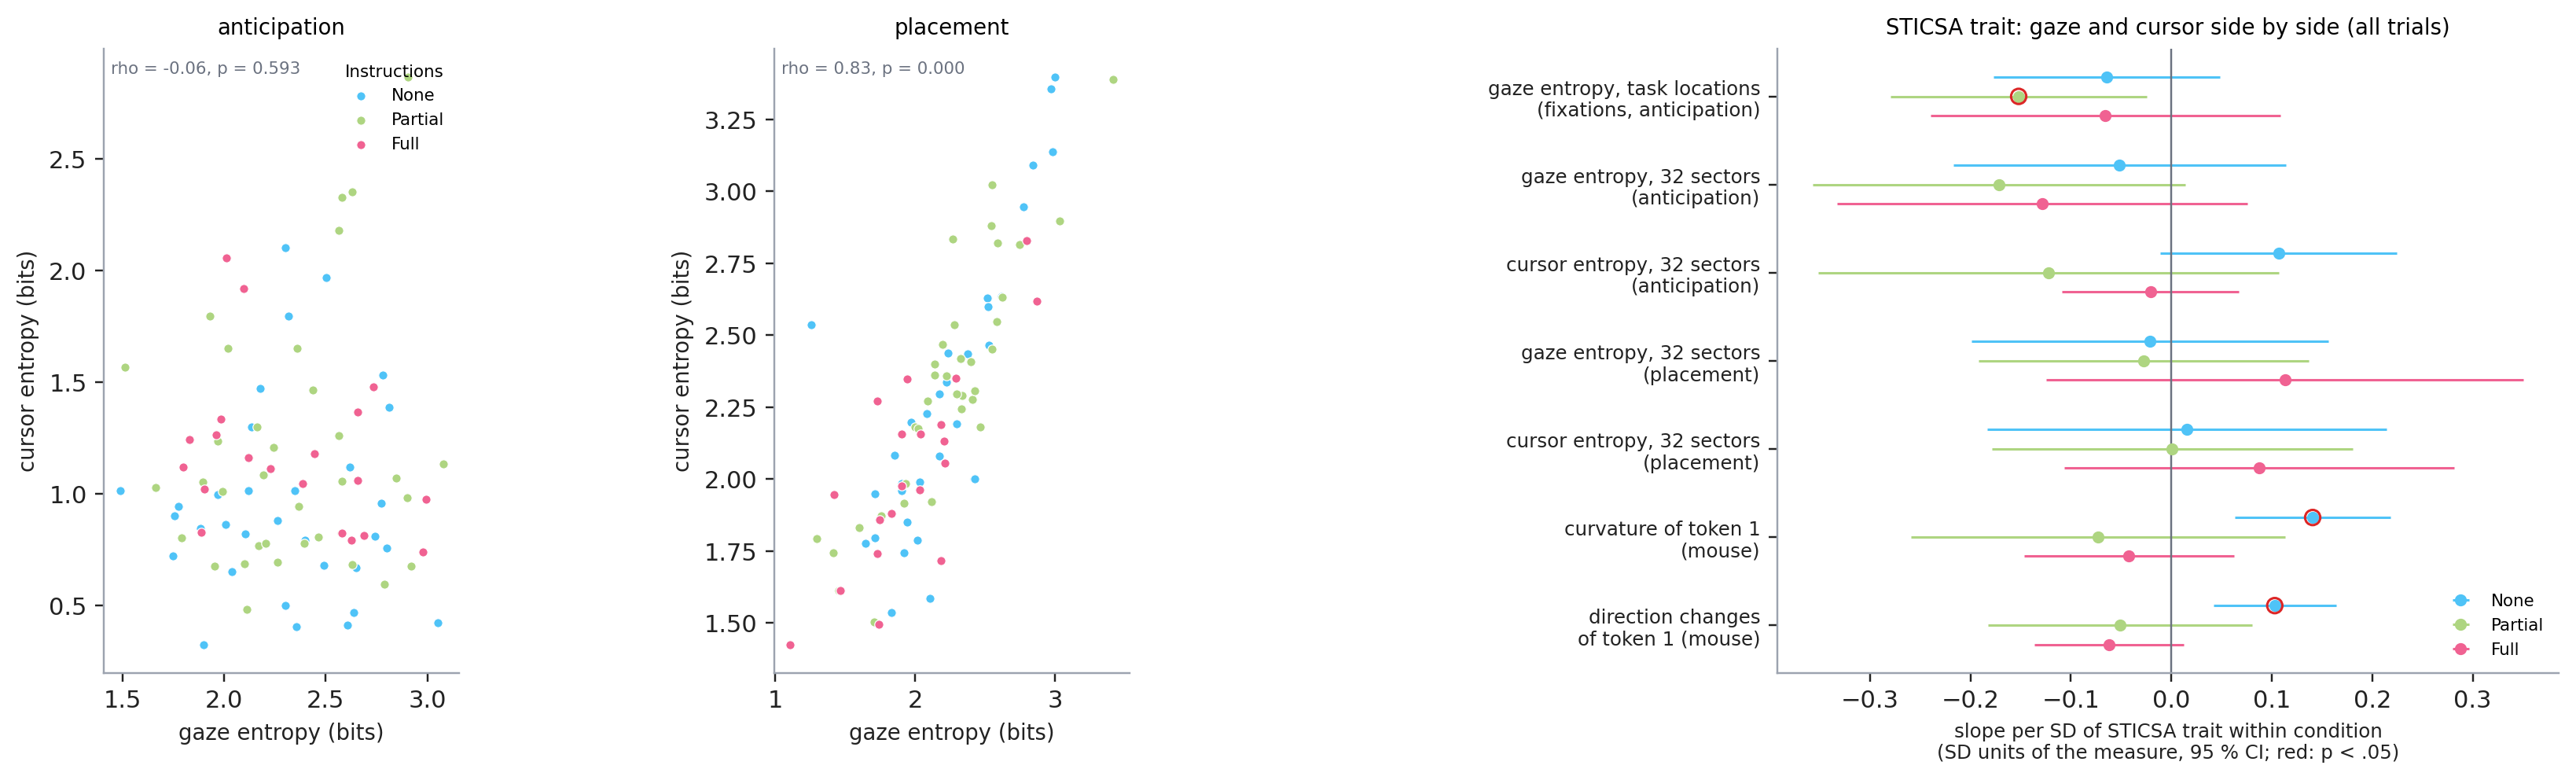 anticipation
rho = -0.06, p = 0.593
Instructions
None
Partial
Full
2.5
2.0
1.5
1.0
0.5
cursor entropy (bits)
1.5 2.0 2.5 3.0
gaze entropy (bits)
placement
rho = 0.83, p = 0.000
3.25
3.00
2.75
2.50
2.25
2.00
1.75
1.50
cursor entropy (bits)
1 2 3
gaze entropy (bits)
STICSA trait: gaze and cursor side by side (all trials)
gaze entropy, task locations
(fixations, anticipation)
gaze entropy, 32 sectors
(anticipation)
cursor entropy, 32 sectors
(anticipation)
gaze entropy, 32 sectors
(placement)
cursor entropy, 32 sectors
(placement)
curvature of token 1
(mouse)
direction changes
of token 1 (mouse)
None
Partial
Full
−0.3 −0.2 −0.1 0.0 0.1 0.2 0.3
slope per SD of STICSA trait within condition
(SD units of the measure, 95 % CI; red: p < .05)